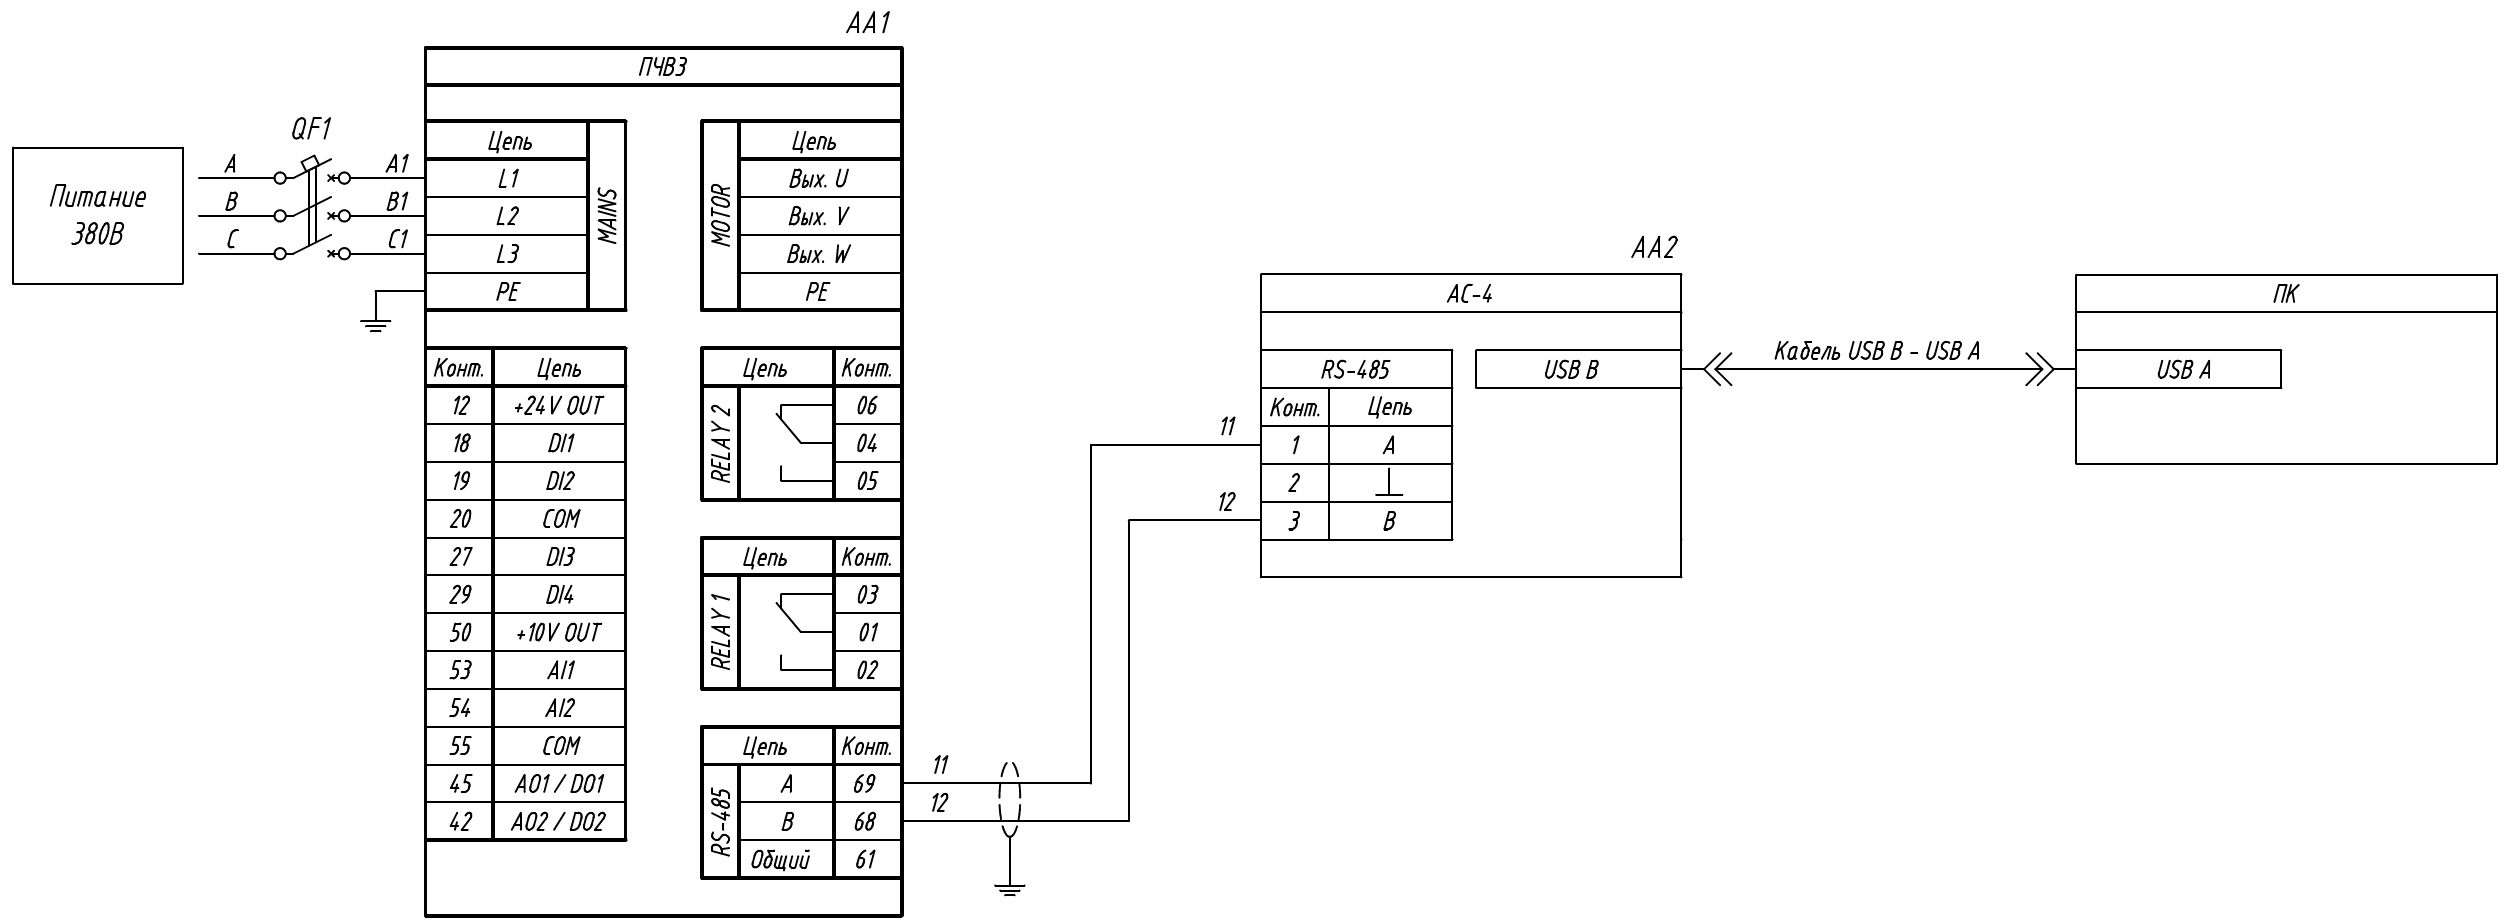 AA1
ПЧВ3
QF1
Питание
380В
A A1
B B1
C C1
Цепь
L1
L2
L3
PE
MAINS
MOTOR
Цепь
Вых. U
Вых. V
Вых. W
PE
Конт. Цепь
12 +24V OUT
18 DI1
19 DI2
20 COM
27 DI3
29 DI4
50 +10V OUT
53 AI1
54 AI2
55 COM
45 AO1 / DO1
42 AO2 / DO2
Цепь Конт.
RELAY 2
06
04
05
Цепь Конт.
RELAY 1
03
01
02
Цепь Конт.
RS-485
A 69
B 68
Общий 61
11
12
11
12
AA2
АС-4
RS-485
USB B
Конт. Цепь
1 A
2
3 B
Кабель USB B - USB A
ПК
USB A